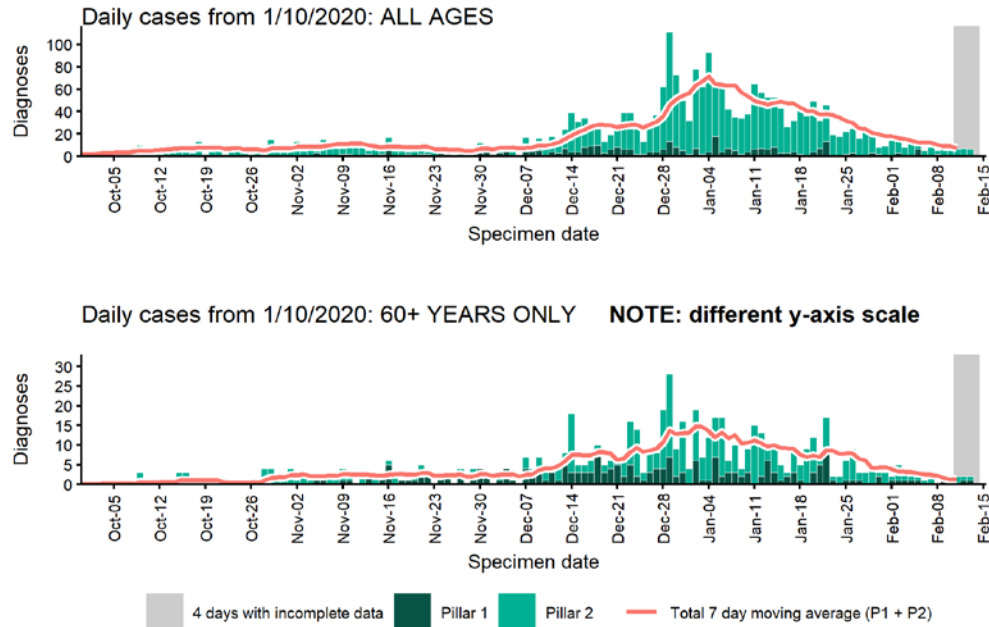 Daily cases from 1/10/2020: ALL AGES
Diagnoses
100
80
60
40
20
0
Oct-05
Oct-12
Oct-19
Oct-26
Nov-02
Nov-09
Nov-16
Nov-23
Nov-30
Dec-07
Dec-14
Dec-21
Dec-28
Jan-04
Jan-11
Jan-18
Jan-25
Feb-01
Feb-08
Feb-15
Specimen date
Daily cases from 1/10/2020: 60+ YEARS ONLY NOTE: different y-axis scale
Diagnoses
30
25
20
15
10
5
0
Oct-05
Oct-12
Oct-19
Oct-26
Nov-02
Nov-09
Nov-16
Nov-23
Nov-30
Dec-07
Dec-14
Dec-21
Dec-28
Jan-04
Jan-11
Jan-18
Jan-25
Feb-01
Feb-08
Feb-15
Specimen date
4 days with incomplete data Pillar 1 Pillar 2 Total 7 day moving average (P1 + P2)